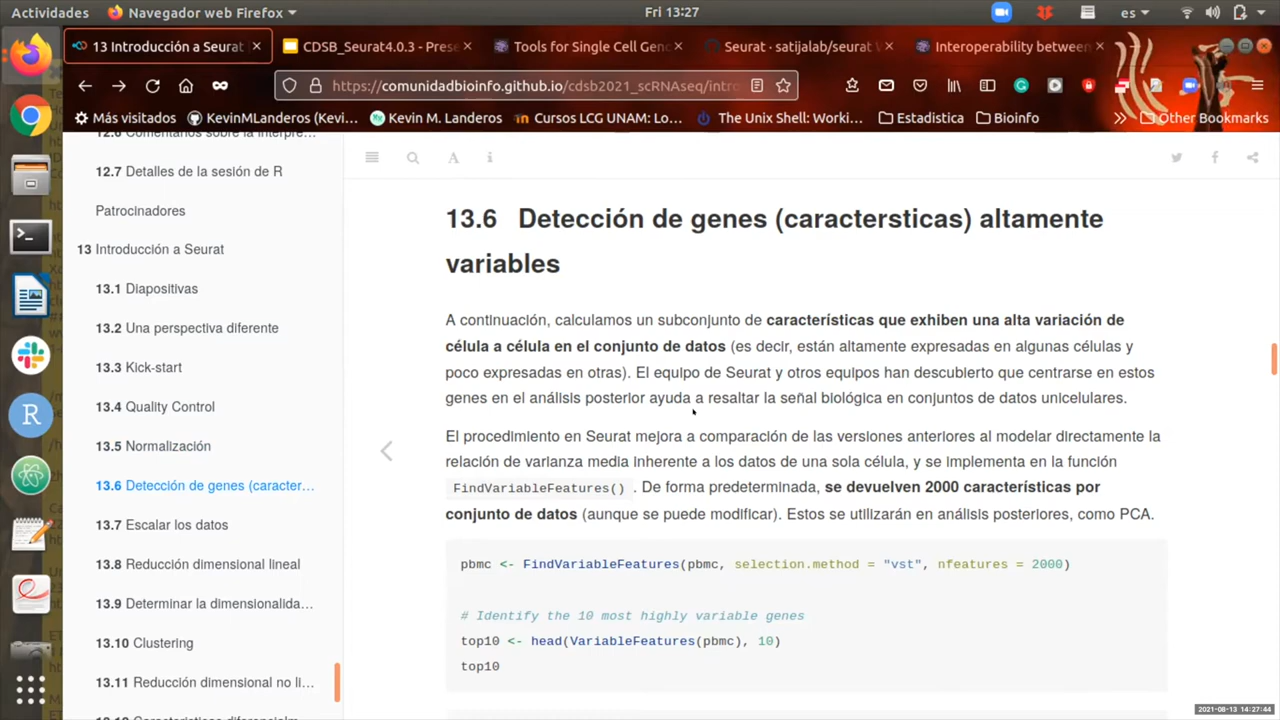 Actividades Navegador web Firefox Fri 13:27 es
13 Introducción a Seurat CDSB_Seurat4.0.3 - Prese Tools for Single Cell Geno Seurat · satijalab/seurat W Interoperability between
https://comunidadbioinfo.github.io/cdsb2021_scRNAseq/intro
Más visitados KevinMLanderos (Kevi... Kevin M. Landeros Cursos LCG UNAM: Lo... The Unix Shell: Worki... Estadistica Bioinfo Other Bookmarks
12.6 Comentarios sobre la interpre...
12.7 Detalles de la sesión de R
Patrocinadores
13 Introducción a Seurat
13.1 Diapositivas
13.2 Una perspectiva diferente
13.3 Kick-start
13.4 Quality Control
13.5 Normalización
13.6 Detección de genes (caracter...
13.7 Escalar los datos
13.8 Reducción dimensional lineal
13.9 Determinar la dimensionalida...
13.10 Clustering
13.11 Reducción dimensional no li...
13.6 Detección de genes (caractersticas) altamente
variables
A continuación, calculamos un subconjunto de características que exhiben una alta variación de
célula a célula en el conjunto de datos (es decir, están altamente expresadas en algunas células y
poco expresadas en otras). El equipo de Seurat y otros equipos han descubierto que centrarse en estos
genes en el análisis posterior ayuda a resaltar la señal biológica en conjuntos de datos unicelulares.
El procedimiento en Seurat mejora a comparación de las versiones anteriores al modelar directamente la
relación de varianza media inherente a los datos de una sola célula, y se implementa en la función
FindVariableFeatures() . De forma predeterminada, se devuelven 2000 características por
conjunto de datos (aunque se puede modificar). Estos se utilizarán en análisis posteriores, como PCA.
pbmc <- FindVariableFeatures(pbmc, selection.method = "vst", nfeatures = 2000)
# Identify the 10 most highly variable genes
top10 <- head(VariableFeatures(pbmc), 10)
top10
2021-08-13 14:27:44